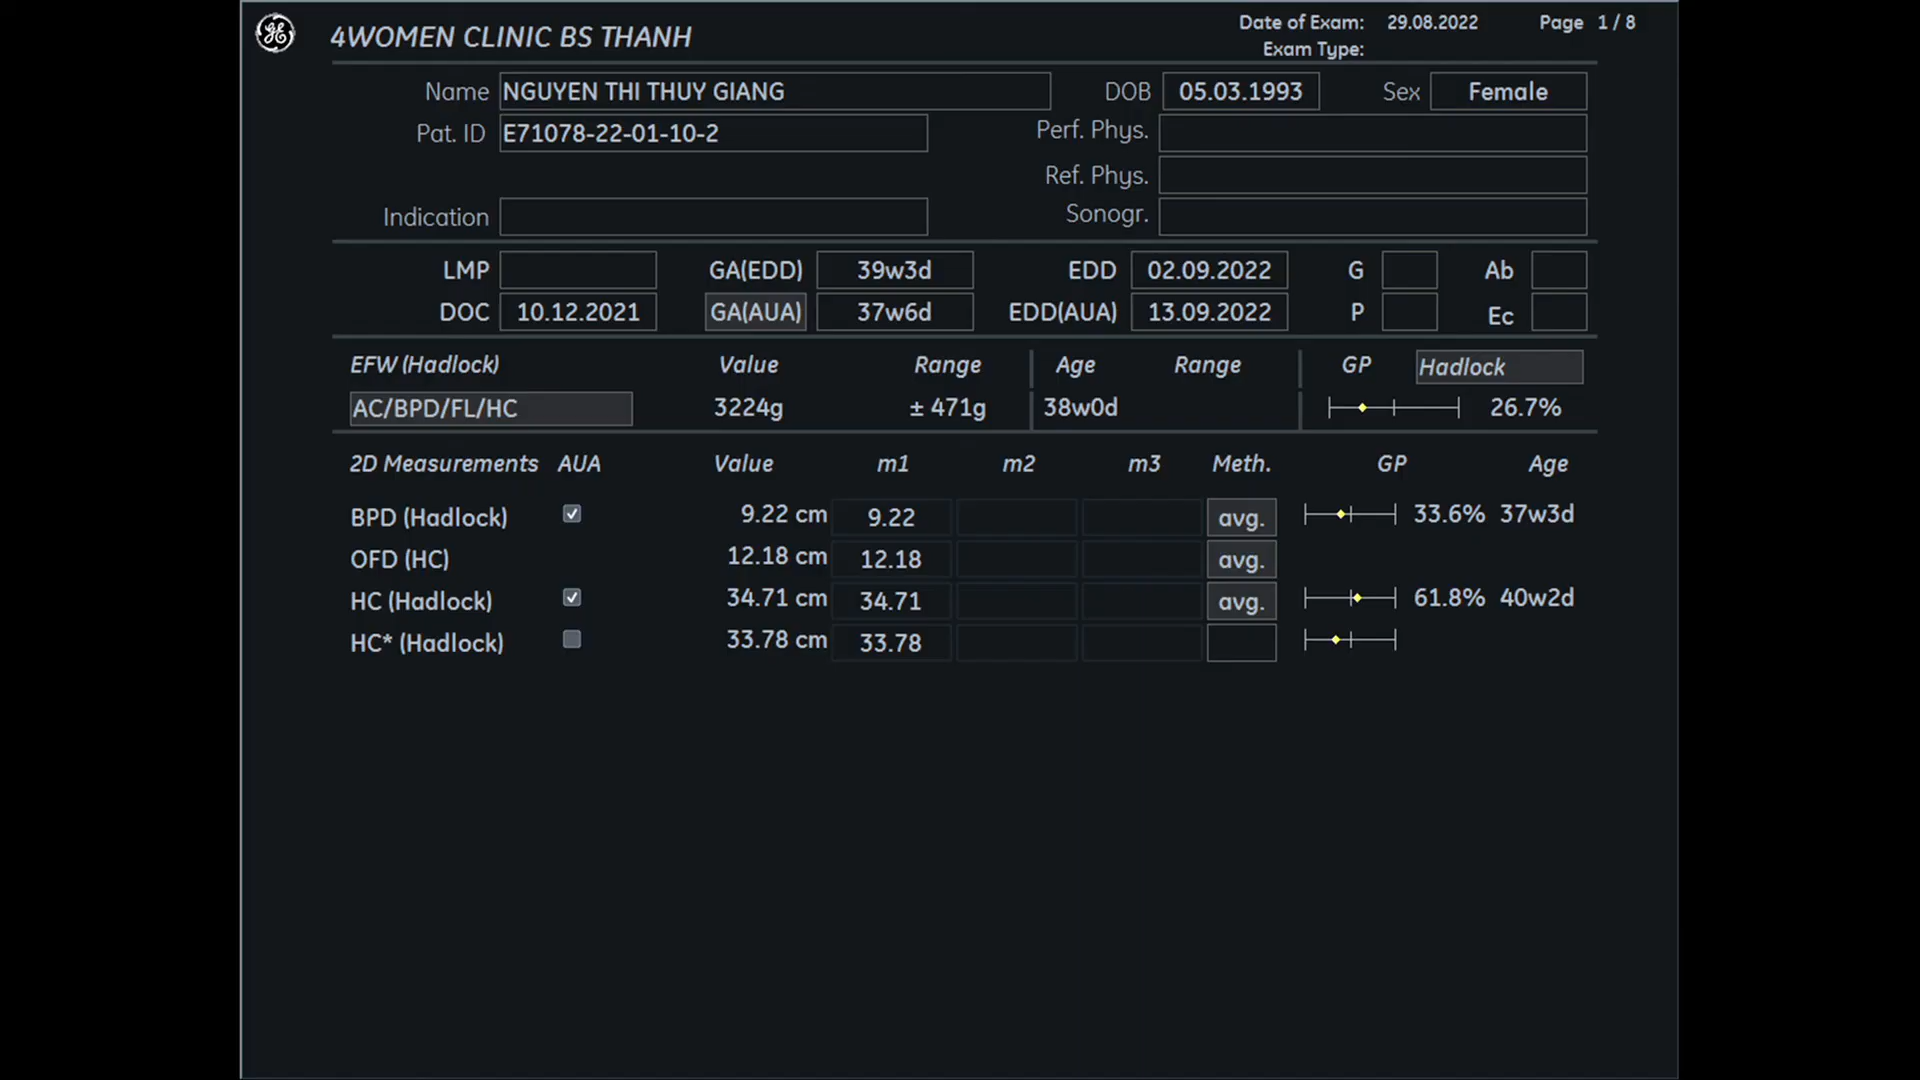 4WOMEN CLINIC BS THANH
Date of Exam: 29.08.2022 Page 1 / 8
Exam Type:
Name NGUYEN THI THUY GIANG DOB 05.03.1993 Sex Female
Pat. ID E71078-22-01-10-2 Perf. Phys.
Ref. Phys.
Indication Sonogr.
LMP GA(EDD) 39w3d EDD 02.09.2022 G Ab
DOC 10.12.2021 GA(AUA) 37w6d EDD(AUA) 13.09.2022 P Ec
EFW (Hadlock) Value Range Age Range GP Hadlock
AC/BPD/FL/HC 3224g ± 471g 38w0d 26.7%
2D Measurements AUA Value m1 m2 m3 Meth. GP Age
BPD (Hadlock) 9.22 cm 9.22 avg. 33.6% 37w3d
OFD (HC) 12.18 cm 12.18 avg.
HC (Hadlock) 34.71 cm 34.71 avg. 61.8% 40w2d
HC* (Hadlock) 33.78 cm 33.78